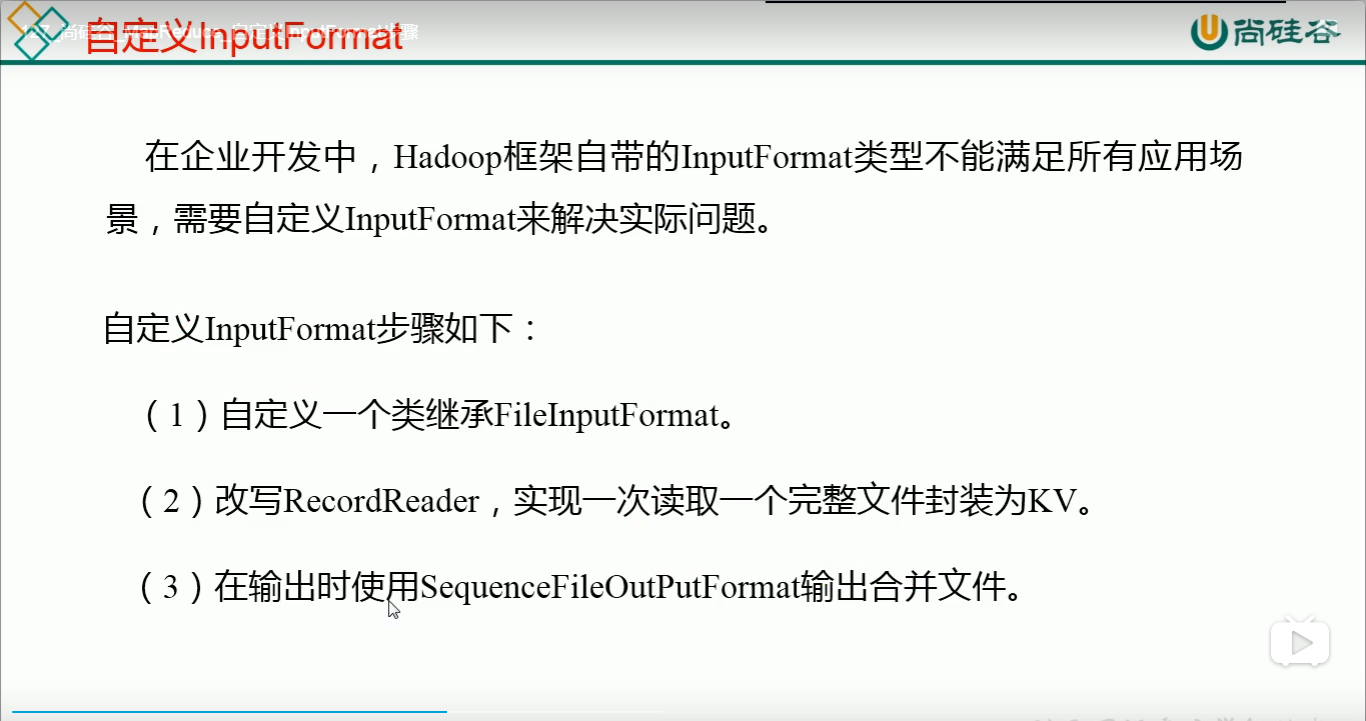 自定义InputFormat
尚硅谷
在企业开发中，Hadoop框架自带的InputFormat类型不能满足所有应用场
景，需要自定义InputFormat来解决实际问题。
自定义InputFormat步骤如下：
（1）自定义一个类继承FileInputFormat。
（2）改写RecordReader，实现一次读取一个完整文件封装为KV。
（3）在输出时使用SequenceFileOutPutFormat输出合并文件。